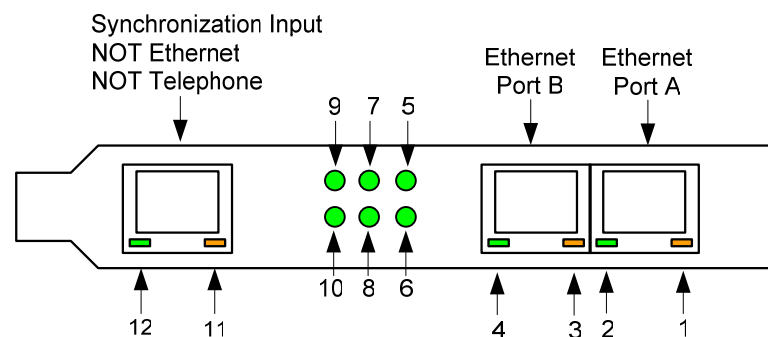 Synchronization Input
NOT Ethernet
NOT Telephone
Ethernet
Port B
Ethernet
Port A
9 7 5
10 8 6
12 11 4 3 2 1